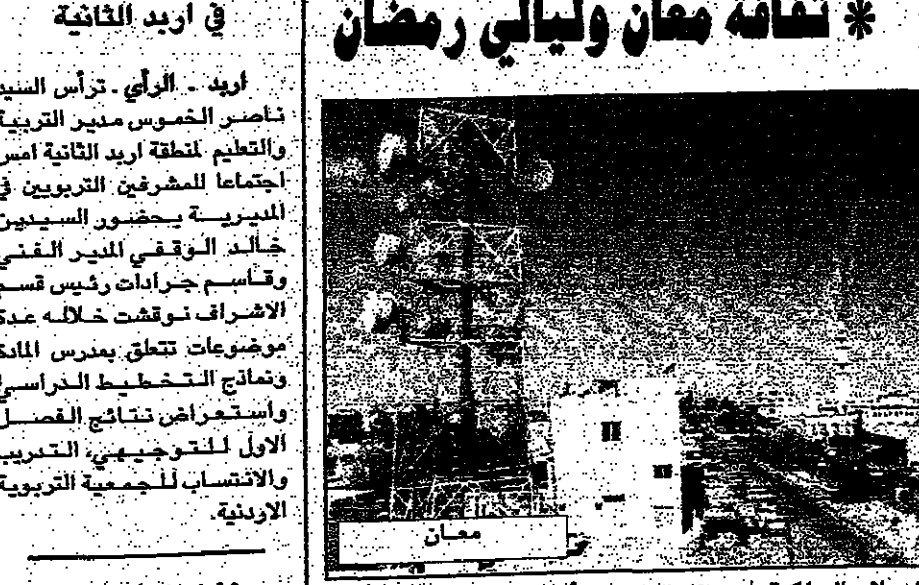 * ثقافة معان وليالي رمضان
معان
في اربد الثانية
اربد - الرأي - ترأس السيد
ناصر الخموس مدير التربية
والتعليم لمنطقة اربد الثانية امس
اجتماعا للمشرفين التربويين في
المديرية بحضور السيدين
خالد الوقفي المدير الفني
وقاسم جرادات رئيس قسم
الاشراف نوقشت خلاله عدة
موضوعات تتعلق بمدرس المادة
ونماذج التخطيط الدراسي
واستعراض نتائج الفصل
الاول للتوجيهي، التدريب
والانتساب للجمعية التربوية
الاردنية.